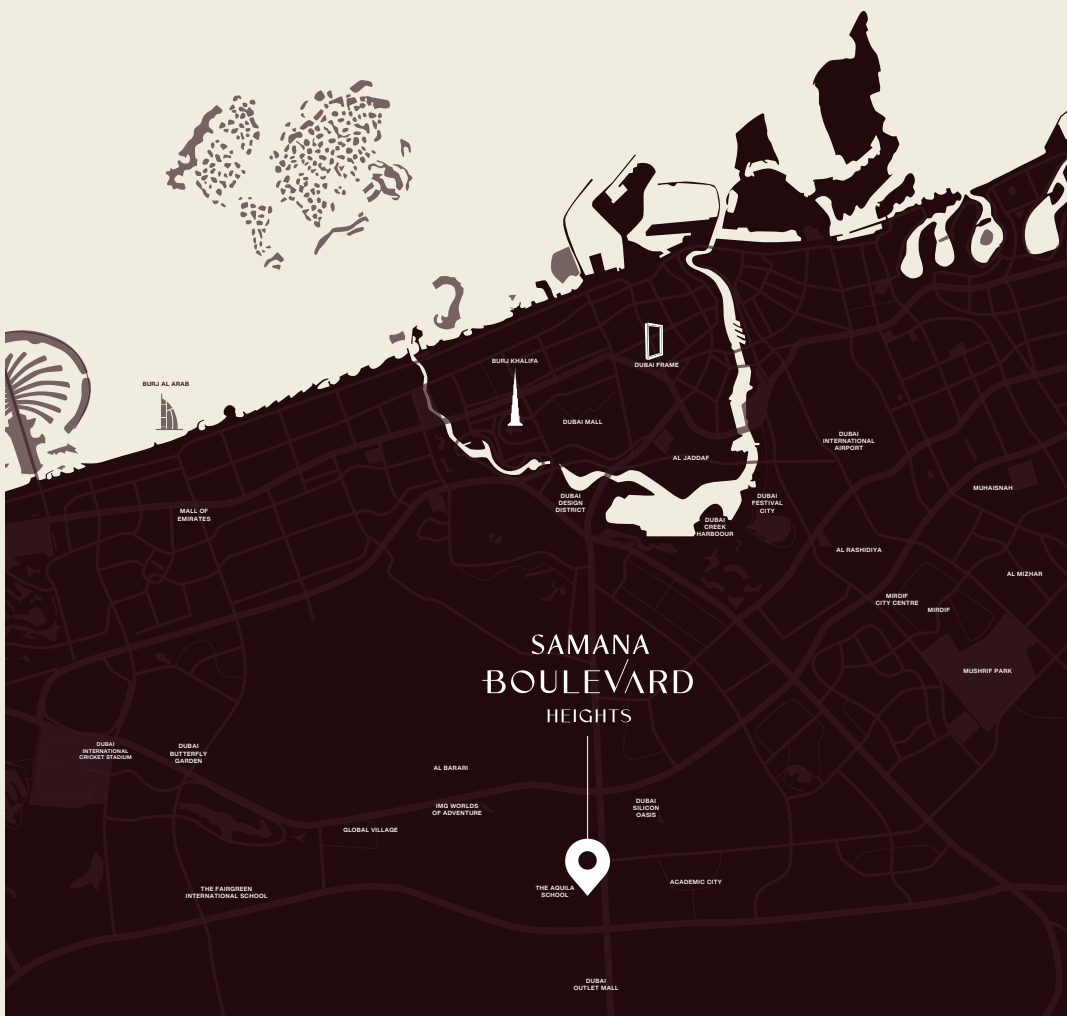 BURJ KHALIFA
DUBAI FRAME
BURJ AL ARAB
DUBAI MALL
DUBAI
INTERNATIONAL
AIRPORT
AL JADDAF
MUHAISNAH
DUBAI
DESIGN
DISTRICT
DUBAI
FESTIVAL
CITY
MALL OF
EMIRATES
DUBAI
CREEK
HARBOOUR
AL RASHIDIYA
AL MIZHAR
MIRDIF
CITY CENTRE
MIRDIF
SAMANA
BOULEVARD
HEIGHTS
MUSHRIF PARK
DUBAI
INTERNATIONAL
CRICKET STADIUM
DUBAI
BUTTERFLY
GARDEN
AL BARARI
IMG WORLDS
OF ADVENTURE
DUBAI
SILICON
OASIS
GLOBAL VILLAGE
THE AQUILA
SCHOOL
ACADEMIC CITY
THE FAIRGREEN
INTERNATIONAL SCHOOL
DUBAI
OUTLET MALL